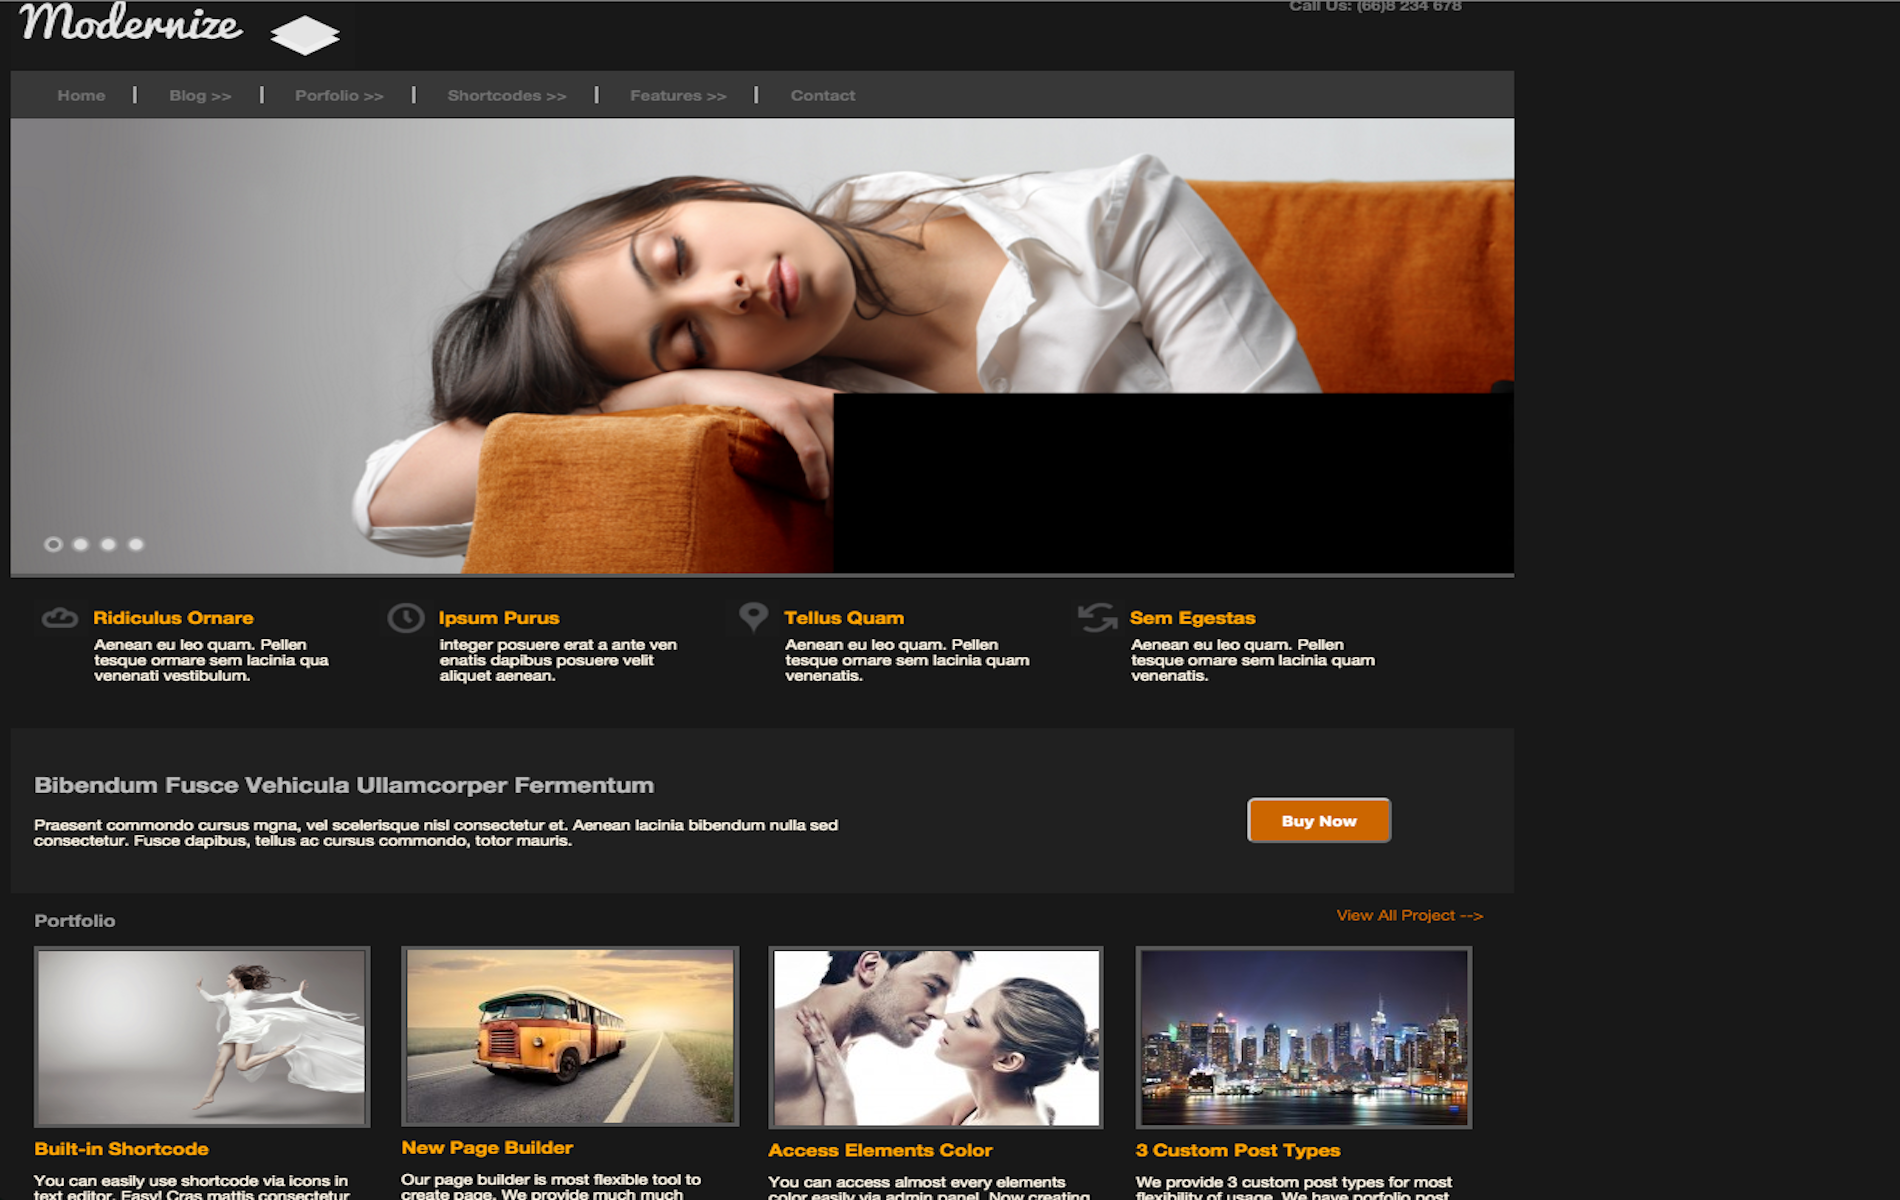 Modernize
Call Us: (66)8 234 678
Home
Blog >>
Porfolio >>
Shortcodes >>
Features >>
Contact
Ridiculus Ornare
Aenean eu leo quam. Pellen
tesque ornare sem lacinia qua
venenati vestibulum.
Ipsum Purus
integer posuere erat a ante ven
enatis dapibus posuere velit
aliquet aenean.
Tellus Quam
Aenean eu leo quam. Pellen
tesque ornare sem lacinia quam
venenatis.
Sem Egestas
Aenean eu leo quam. Pellen
tesque ornare sem lacinia quam
venenatis.
Bibendum Fusce Vehicula Ullamcorper Fermentum
Praesent commondo cursus mgna, vel scelerisque nisl consectetur et. Aenean lacinia bibendum nulla sed
consectetur. Fusce dapibus, tellus ac cursus commondo, totor mauris.
Buy Now
Portfolio
View All Project -->
Built-in Shortcode
You can easily use shortcode via icons in
text editor. Easy! Cras mattis consectetur
New Page Builder
Our page builder is most flexible tool to
create page. We provide much much
Access Elements Color
You can access almost every elements
color easily via admin panel. Now creating
3 Custom Post Types
We provide 3 custom post types for most
flexibility of usage. We have porfolio post